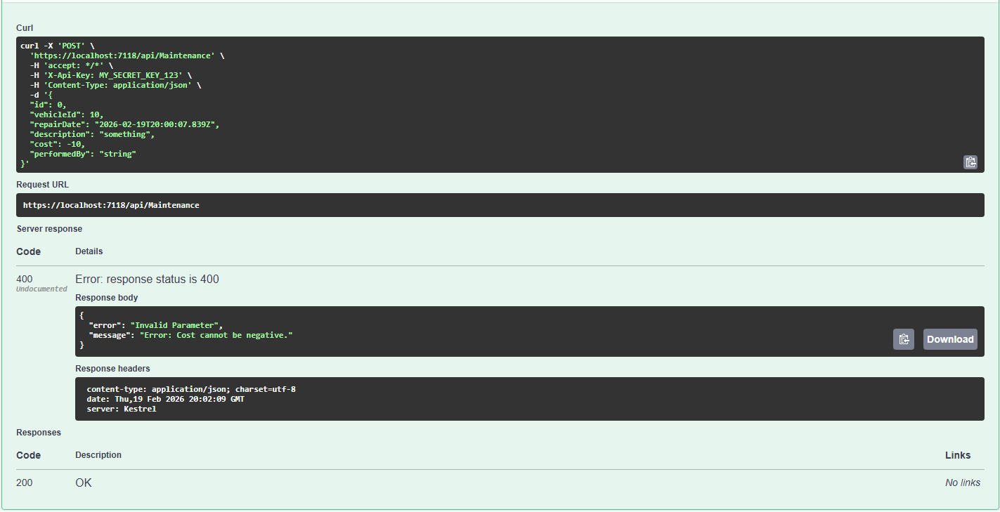 Curl
curl -X 'POST' \
  'https://localhost:7118/api/Maintenance' \
  -H 'accept: */*' \
  -H 'X-Api-Key: MY_SECRET_KEY_123' \
  -H 'Content-Type: application/json' \
  -d '{
  "id": 0,
  "vehicleId": 10,
  "repairDate": "2026-02-19T20:00:07.839Z",
  "description": "something",
  "cost": -10,
  "performedBy": "string"
}'
Request URL
https://localhost:7118/api/Maintenance
Server response
Code Details
400 Error: response status is 400
Undocumented
Response body
{
  "error": "Invalid Parameter",
  "message": "Error: Cost cannot be negative."
}
Download
Response headers
content-type: application/json; charset=utf-8
date: Thu,19 Feb 2026 20:02:09 GMT
server: Kestrel
Responses
Code Description Links
200 OK No links